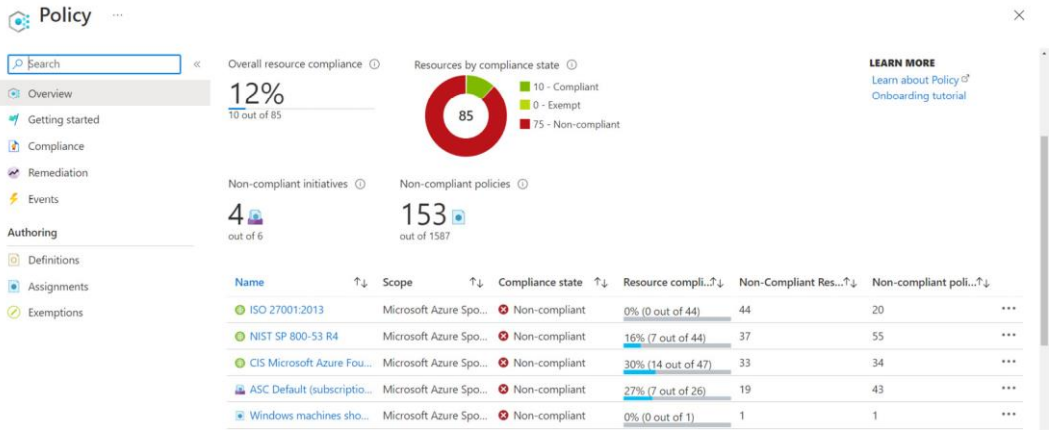 Policy ...
Search «
Overview
Getting started
Compliance
Remediation
Events
Authoring
Definitions
Assignments
Exemptions
Overall resource compliance
12%
10 out of 85
Resources by compliance state
85
10 - Compliant
0 - Exempt
75 - Non-compliant
LEARN MORE
Learn about Policy
Onboarding tutorial
Non-compliant initiatives
4
out of 6
Non-compliant policies
153
out of 1587
Name Scope Compliance state Resource compli... Non-Compliant Res... Non-compliant poli...
ISO 27001:2013 Microsoft Azure Spo... Non-compliant 0% (0 out of 44) 44 20 ...
NIST SP 800-53 R4 Microsoft Azure Spo... Non-compliant 16% (7 out of 44) 37 55 ...
CIS Microsoft Azure Fou... Microsoft Azure Spo... Non-compliant 30% (14 out of 47) 33 34 ...
ASC Default (subscriptio... Microsoft Azure Spo... Non-compliant 27% (7 out of 26) 19 43 ...
Windows machines sho... Microsoft Azure Spo... Non-compliant 0% (0 out of 1) 1 1 ...